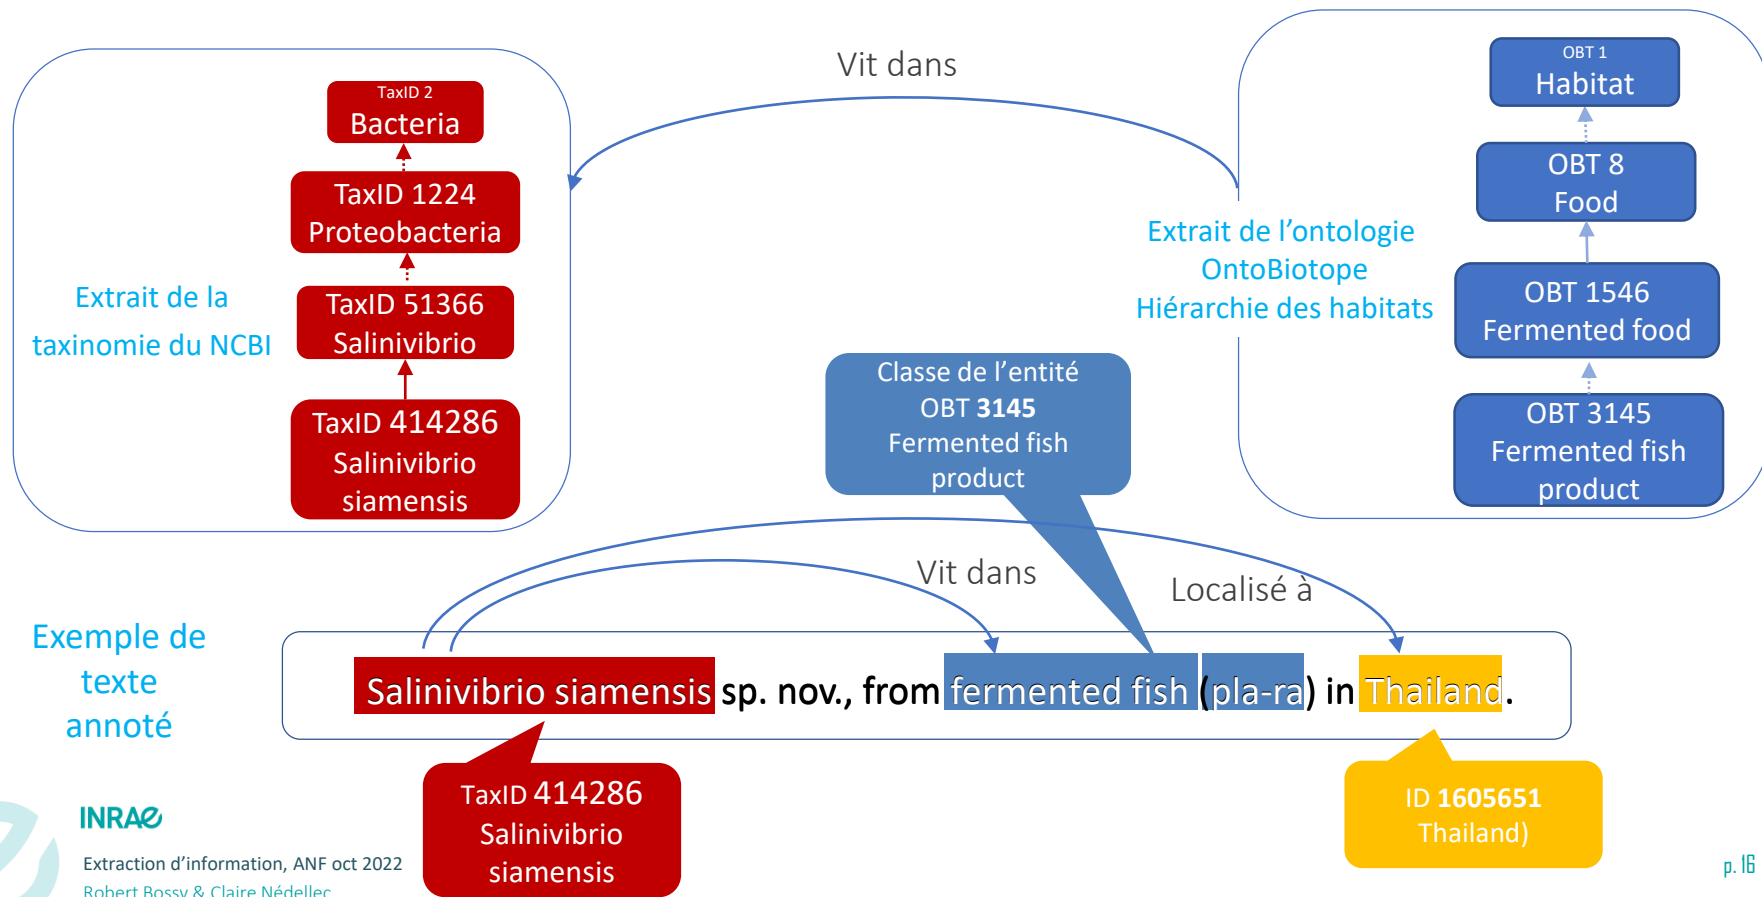 Vit dans
TaxID 2
Bacteria
TaxID 1224
Proteobacteria
TaxID 51366
Salinivibrio
TaxID 414286
Salinivibrio
siamensis
Extrait de la
taxinomie du NCBI
OBT 1
Habitat
OBT 8
Food
OBT 1546
Fermented food
OBT 3145
Fermented fish
product
Extrait de l’ontologie
OntoBiotope
Hiérarchie des habitats
Classe de l’entité
OBT 3145
Fermented fish
product
Vit dans
Localisé à
Exemple de
texte
annoté
Salinivibrio siamensis sp. nov., from fermented fish (pla-ra) in Thailand.
TaxID 414286
Salinivibrio
siamensis
ID 1605651
Thailand)
INRAE
Extraction d’information, ANF oct 2022
Robert Bossy & Claire Nédellec
p. 16